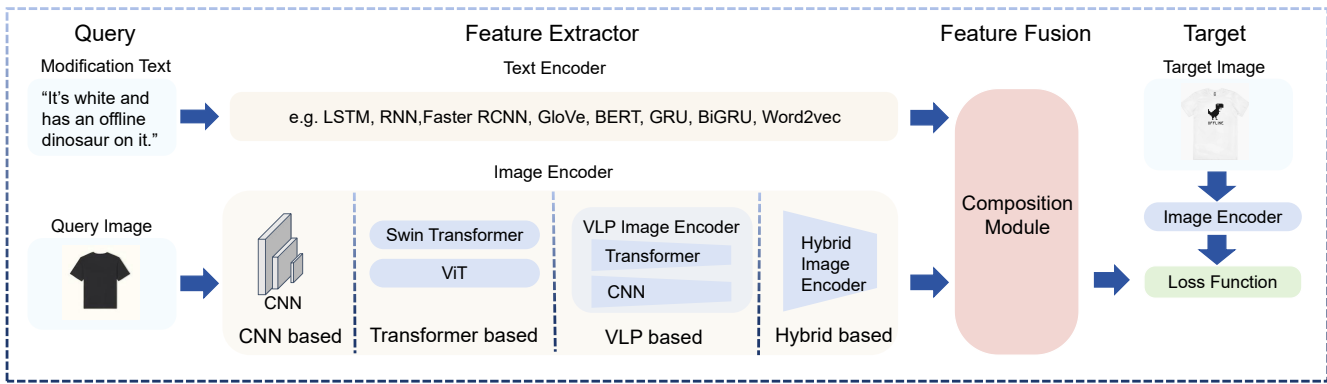 Query
Feature Extractor
Feature Fusion
Target
Modification Text
Text Encoder
Target Image
“It’s white and
has an offline
dinosaur on it.”
e.g. LSTM, RNN,Faster RCNN, GloVe, BERT, GRU, BiGRU, Word2vec
OFFLINE
Image Encoder
Query Image
CNN
CNN based
Swin Transformer
ViT
Transformer based
VLP Image Encoder
Transformer
CNN
VLP based
Hybrid
Image
Encoder
Hybrid based
Composition
Module
Image Encoder
Loss Function